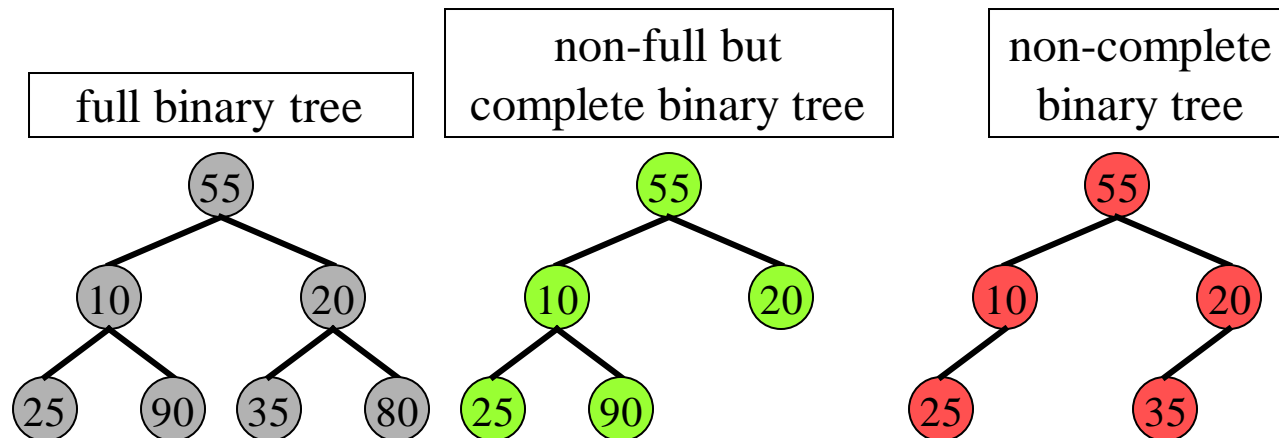 full binary tree
non-full but
complete binary tree
non-complete
binary tree
55
10 20
25 90 35 80
55
10 20
25 90
55
10 20
25 35